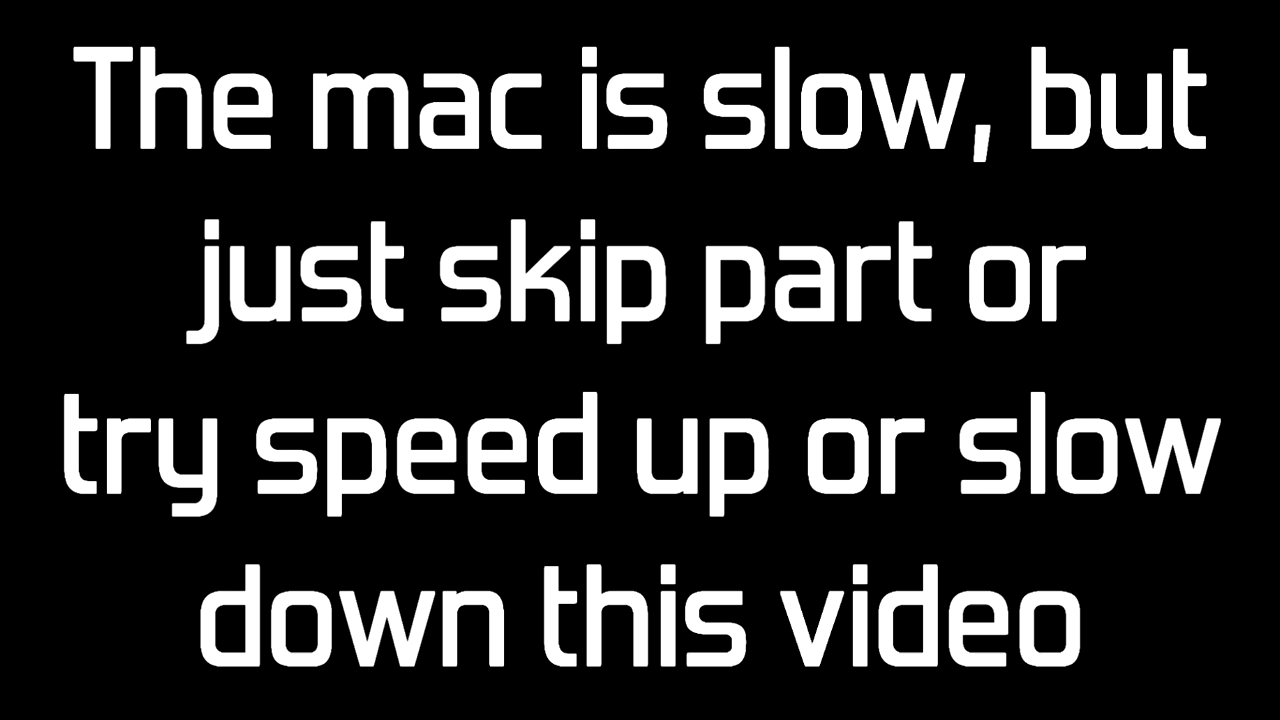 The mac is slow, but
just skip part or
try speed up or slow
down this video